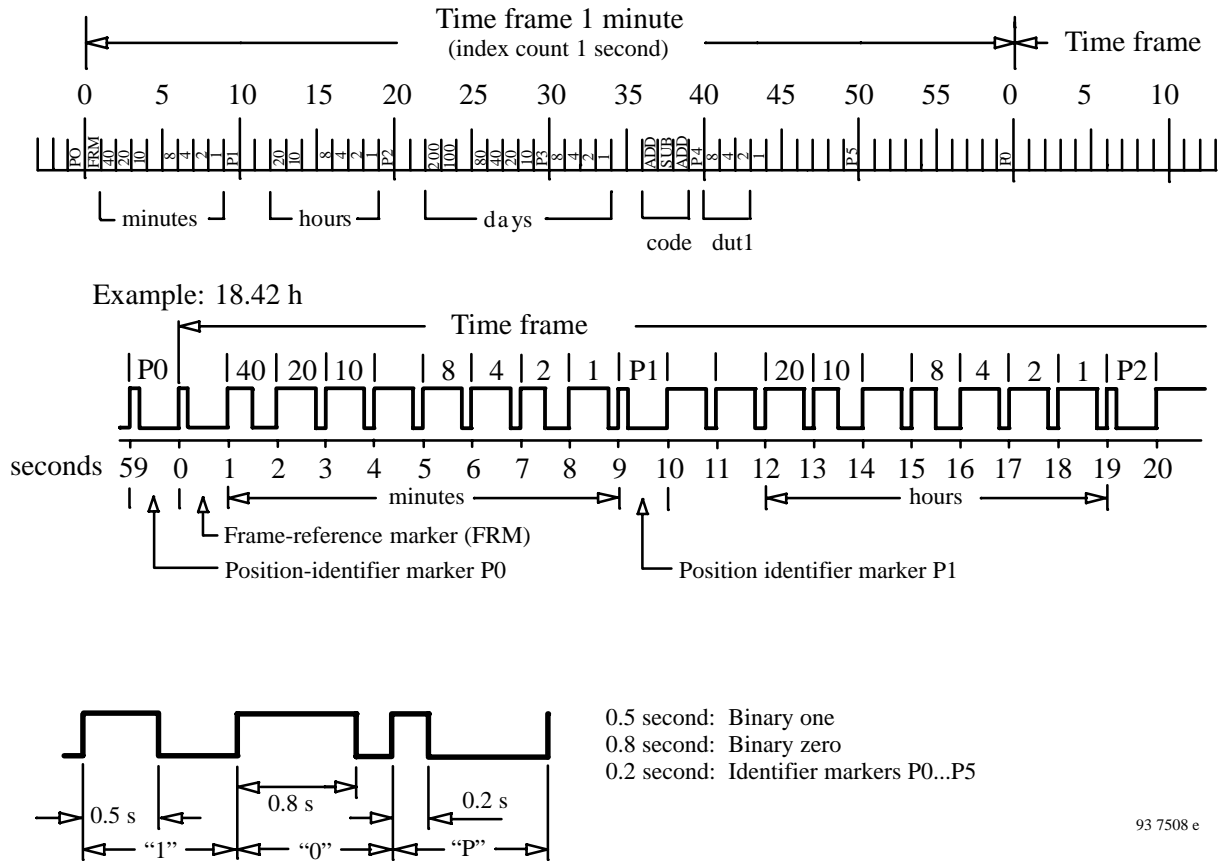 Time frame 1 minute
(index count 1 second)
Time frame
0 5 10 15 20 25 30 35 40 45 50 55 0 5 10
PO FRM 40 20 10 8 4 2 1 P1 20 10 8 4 2 1 P2 200 100 80 40 20 10 P3 8 4 2 1 ADD SUB ADD P4 8 4 2 1 P5 P0
minutes hours days code dut1
Example: 18.42 h
Time frame
P0 40 20 10 8 4 2 1 P1 20 10 8 4 2 1 P2
seconds 59 0 1 2 3 4 5 6 7 8 9 10 11 12 13 14 15 16 17 18 19 20
minutes hours
Frame-reference marker (FRM)
Position-identifier marker P0 Position identifier marker P1
0.5 second: Binary one
0.8 second: Binary zero
0.2 second: Identifier markers P0...P5
0.5 s 0.8 s 0.2 s
“1” “0” “P”
93 7508 e